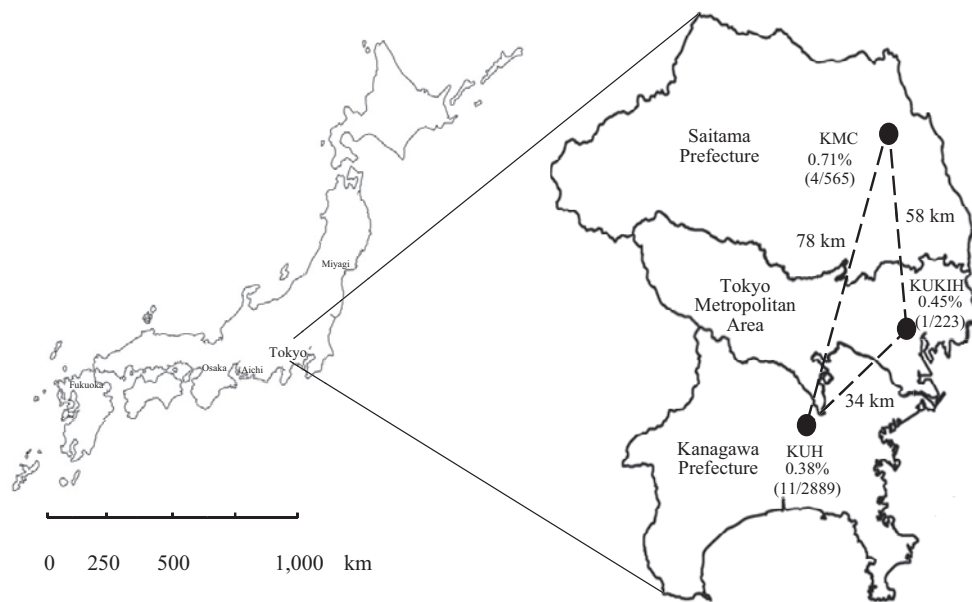 Miyagi
Tokyo
Osaka
Aichi
Fukuoka
0 250 500 1,000 km
Saitama
Prefecture
KMC
0.71%
(4/565)
58 km
78 km
KUKIH
0.45%
(1/223)
Tokyo
Metropolitan
Area
34 km
Kanagawa
Prefecture
KUH
0.38%
(11/2889)